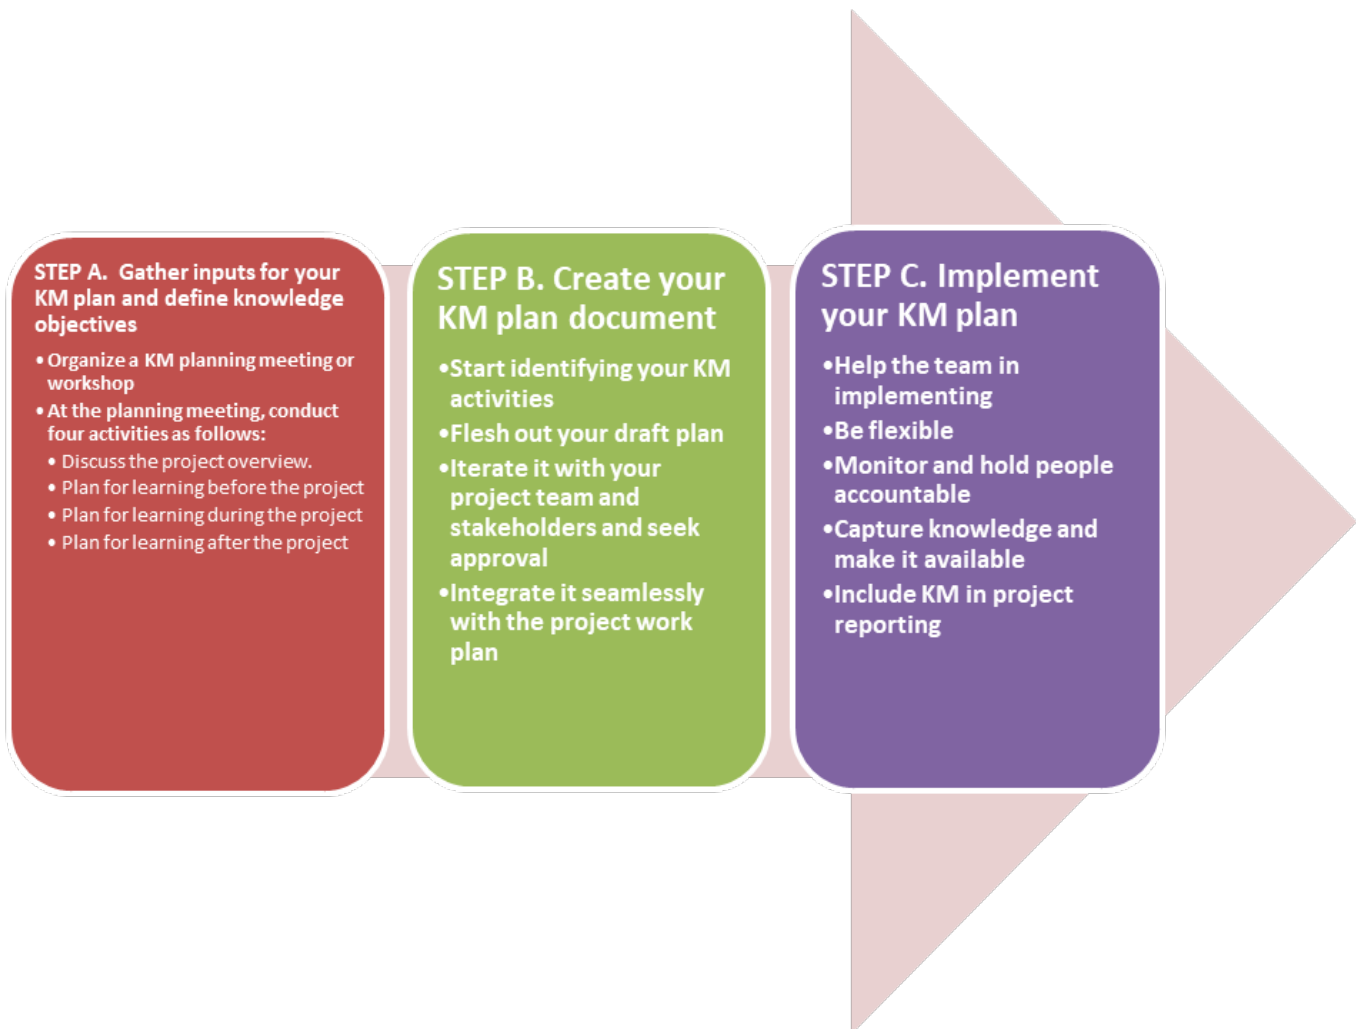 STEP A.  Gather inputs for your
KM plan and define knowledge
objectives
•Organize a KM planning meeting or
workshop
•At the planning meeting, conduct
four activities as follows:
• Discuss the project overview.
• Plan for learning before the project
• Plan for learning during the project
• Plan for learning after the project
STEP B. Create your
KM plan document
•Start identifying your KM
activities
•Flesh out your draft plan
•Iterate it with your
project team and
stakeholders and seek
approval
•Integrate it seamlessly
with the project work
plan
STEP C. Implement
your KM plan
•Help the team in
implementing
•Be flexible
•Monitor and hold people
accountable
•Capture knowledge and
make it available
•Include KM in project
reporting